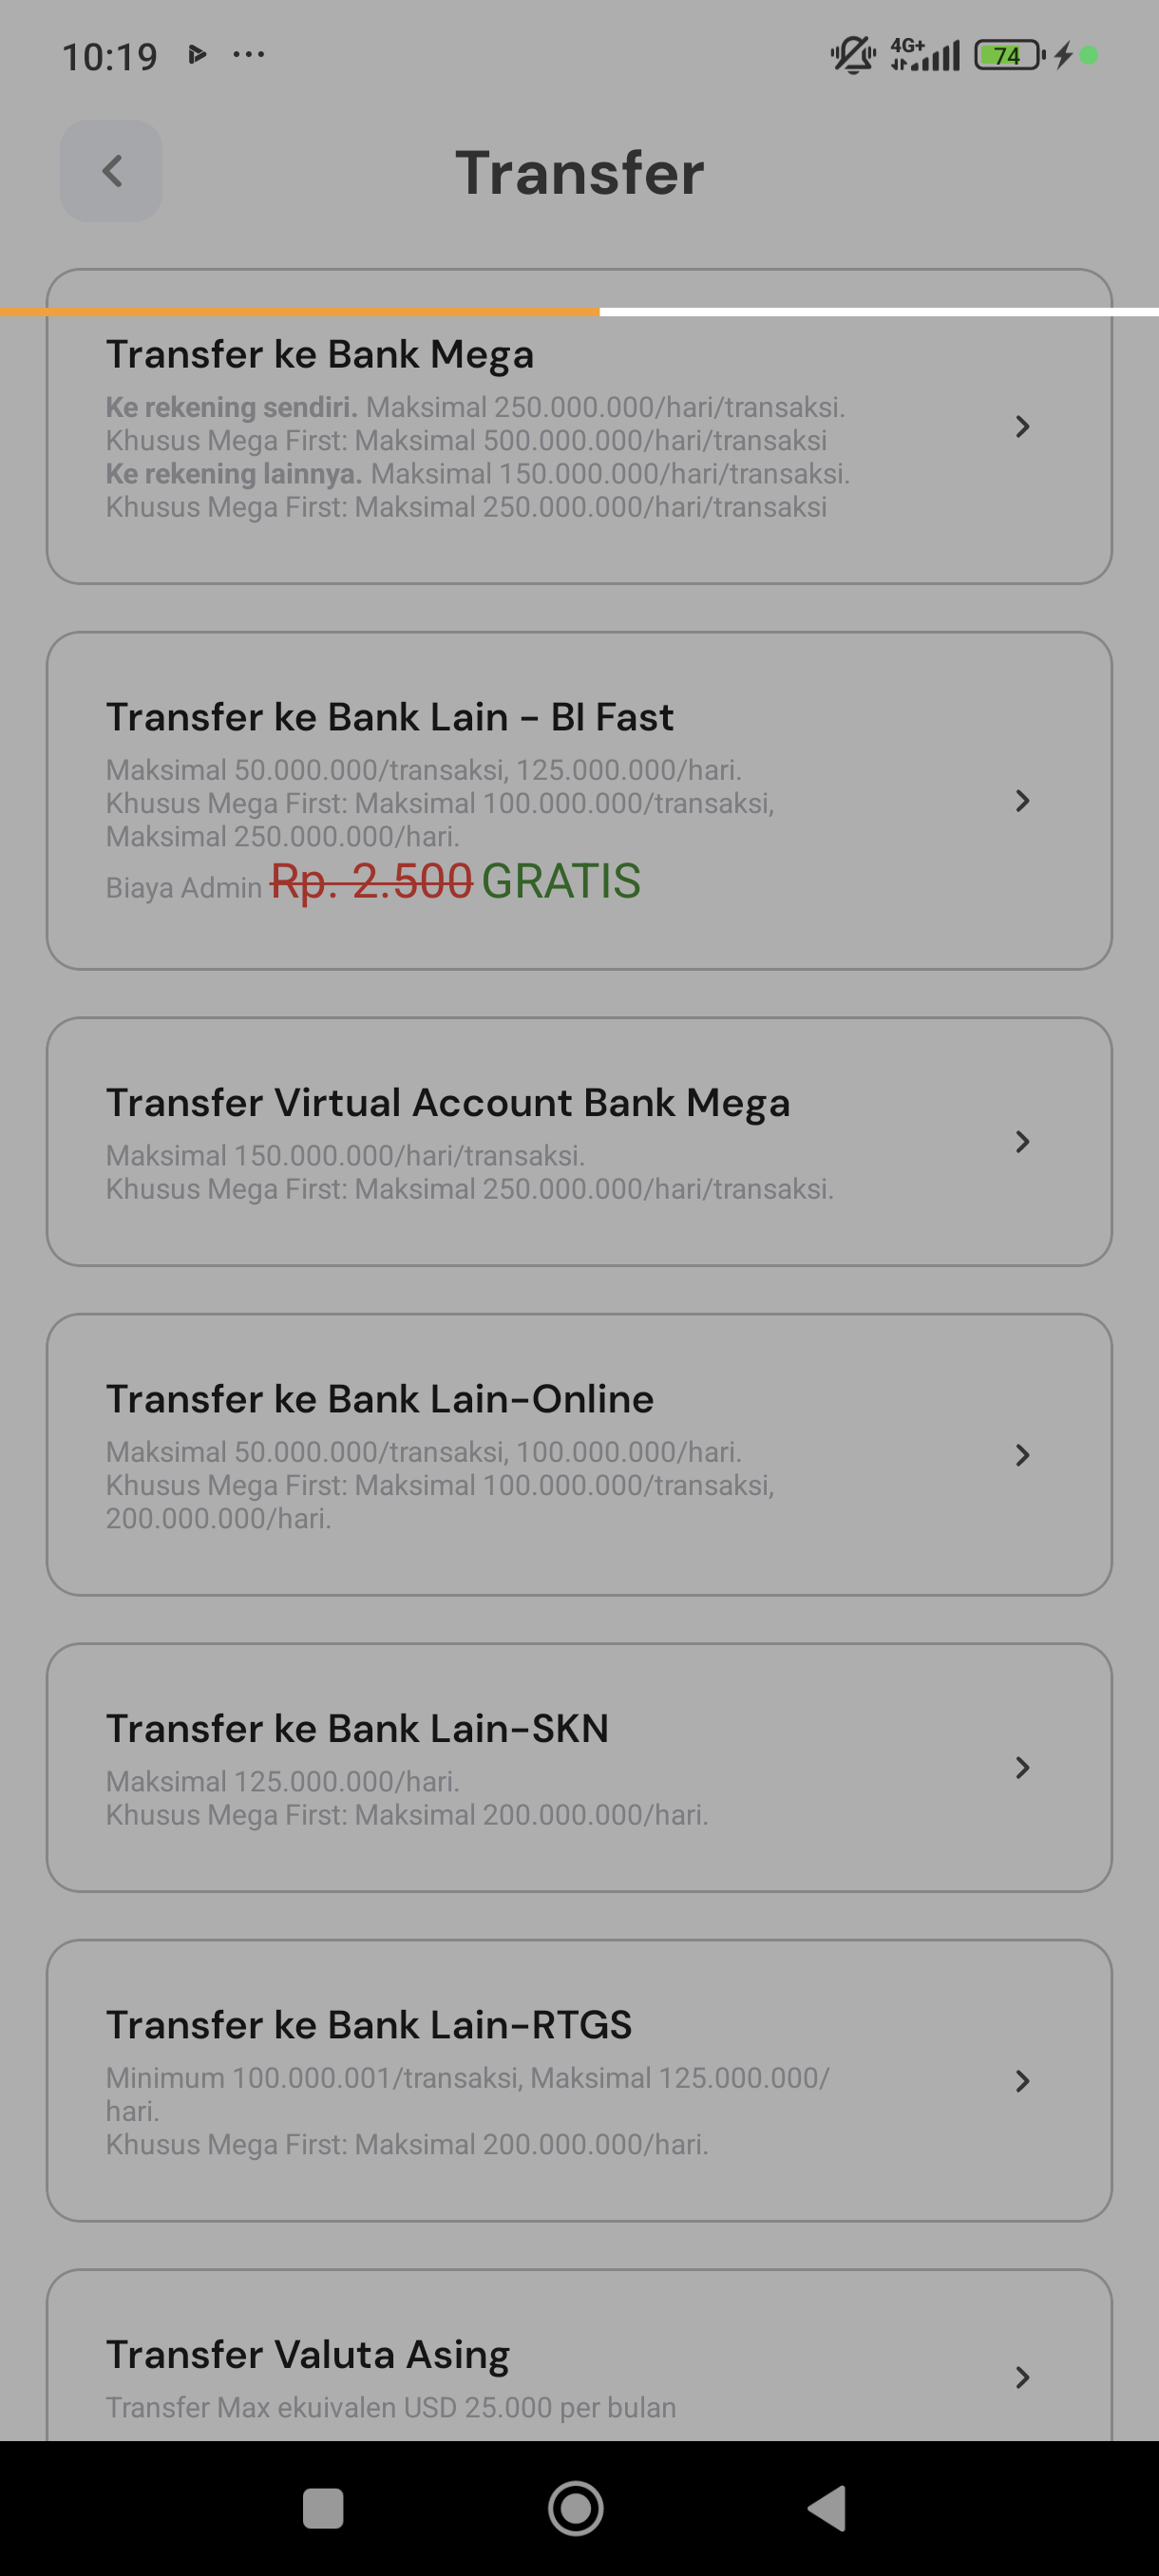 10:19
4G+
74
Transfer
Transfer ke Bank Mega
Ke rekening sendiri. Maksimal 250.000.000/hari/transaksi.
Khusus Mega First: Maksimal 500.000.000/hari/transaksi
Ke rekening lainnya. Maksimal 150.000.000/hari/transaksi.
Khusus Mega First: Maksimal 250.000.000/hari/transaksi
Transfer ke Bank Lain - BI Fast
Maksimal 50.000.000/transaksi, 125.000.000/hari.
Khusus Mega First: Maksimal 100.000.000/transaksi,
Maksimal 250.000.000/hari.
Biaya Admin Rp. 2.500 GRATIS
Transfer Virtual Account Bank Mega
Maksimal 150.000.000/hari/transaksi.
Khusus Mega First: Maksimal 250.000.000/hari/transaksi.
Transfer ke Bank Lain-Online
Maksimal 50.000.000/transaksi, 100.000.000/hari.
Khusus Mega First: Maksimal 100.000.000/transaksi,
200.000.000/hari.
Transfer ke Bank Lain-SKN
Maksimal 125.000.000/hari.
Khusus Mega First: Maksimal 200.000.000/hari.
Transfer ke Bank Lain-RTGS
Minimum 100.000.001/transaksi, Maksimal 125.000.000/
hari.
Khusus Mega First: Maksimal 200.000.000/hari.
Transfer Valuta Asing
Transfer Max ekuivalen USD 25.000 per bulan